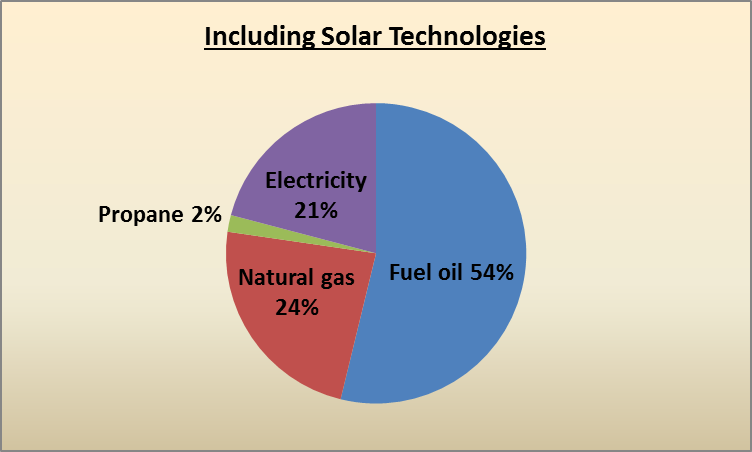 Including Solar Technologies
Electricity
21%
Propane 2%
Fuel oil 54%
Natural gas
24%